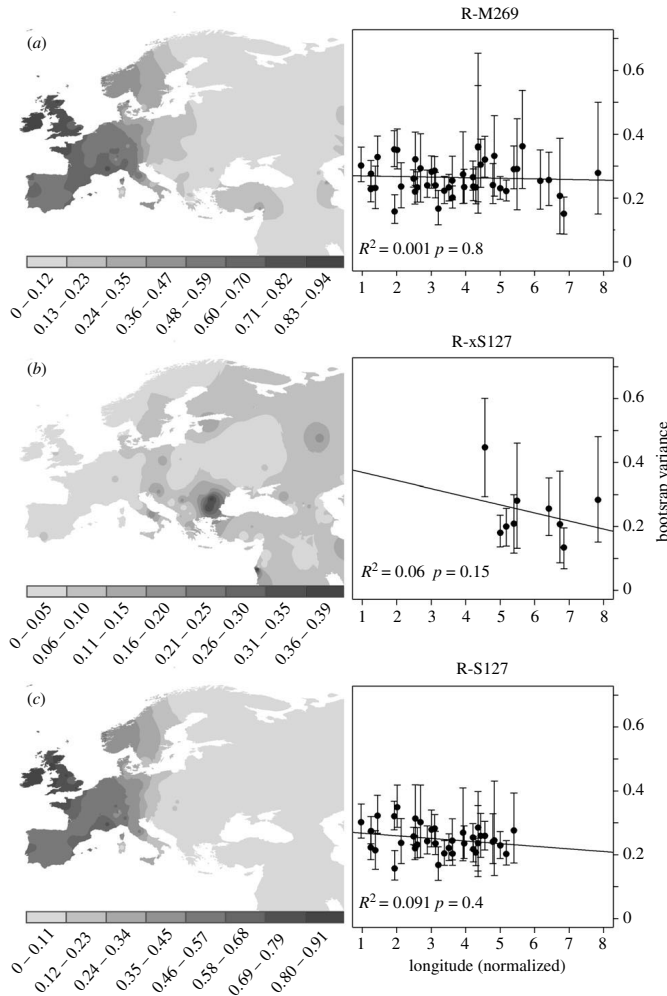 (a)
R-M269
0.6
0.4
0.2
0
R² = 0.001 p = 0.8
1 2 3 4 5 6 7 8
0 – 0.12
0.13 – 0.23
0.24 – 0.35
0.36 – 0.47
0.48 – 0.59
0.60 – 0.70
0.71 – 0.82
0.83 – 0.94
(b)
R-xS127
0.6
0.4
0.2
0
bootsrap variance
R² = 0.06 p = 0.15
1 2 3 4 5 6 7 8
0 – 0.05
0.06 – 0.10
0.11 – 0.15
0.16 – 0.20
0.21 – 0.25
0.26 – 0.30
0.31 – 0.35
0.36 – 0.39
(c)
R-S127
0.6
0.4
0.2
0
R² = 0.091 p = 0.4
1 2 3 4 5 6 7 8
longitude (normalized)
0 – 0.11
0.12 – 0.23
0.24 – 0.34
0.35 – 0.45
0.46 – 0.57
0.58 – 0.68
0.69 – 0.79
0.80 – 0.91